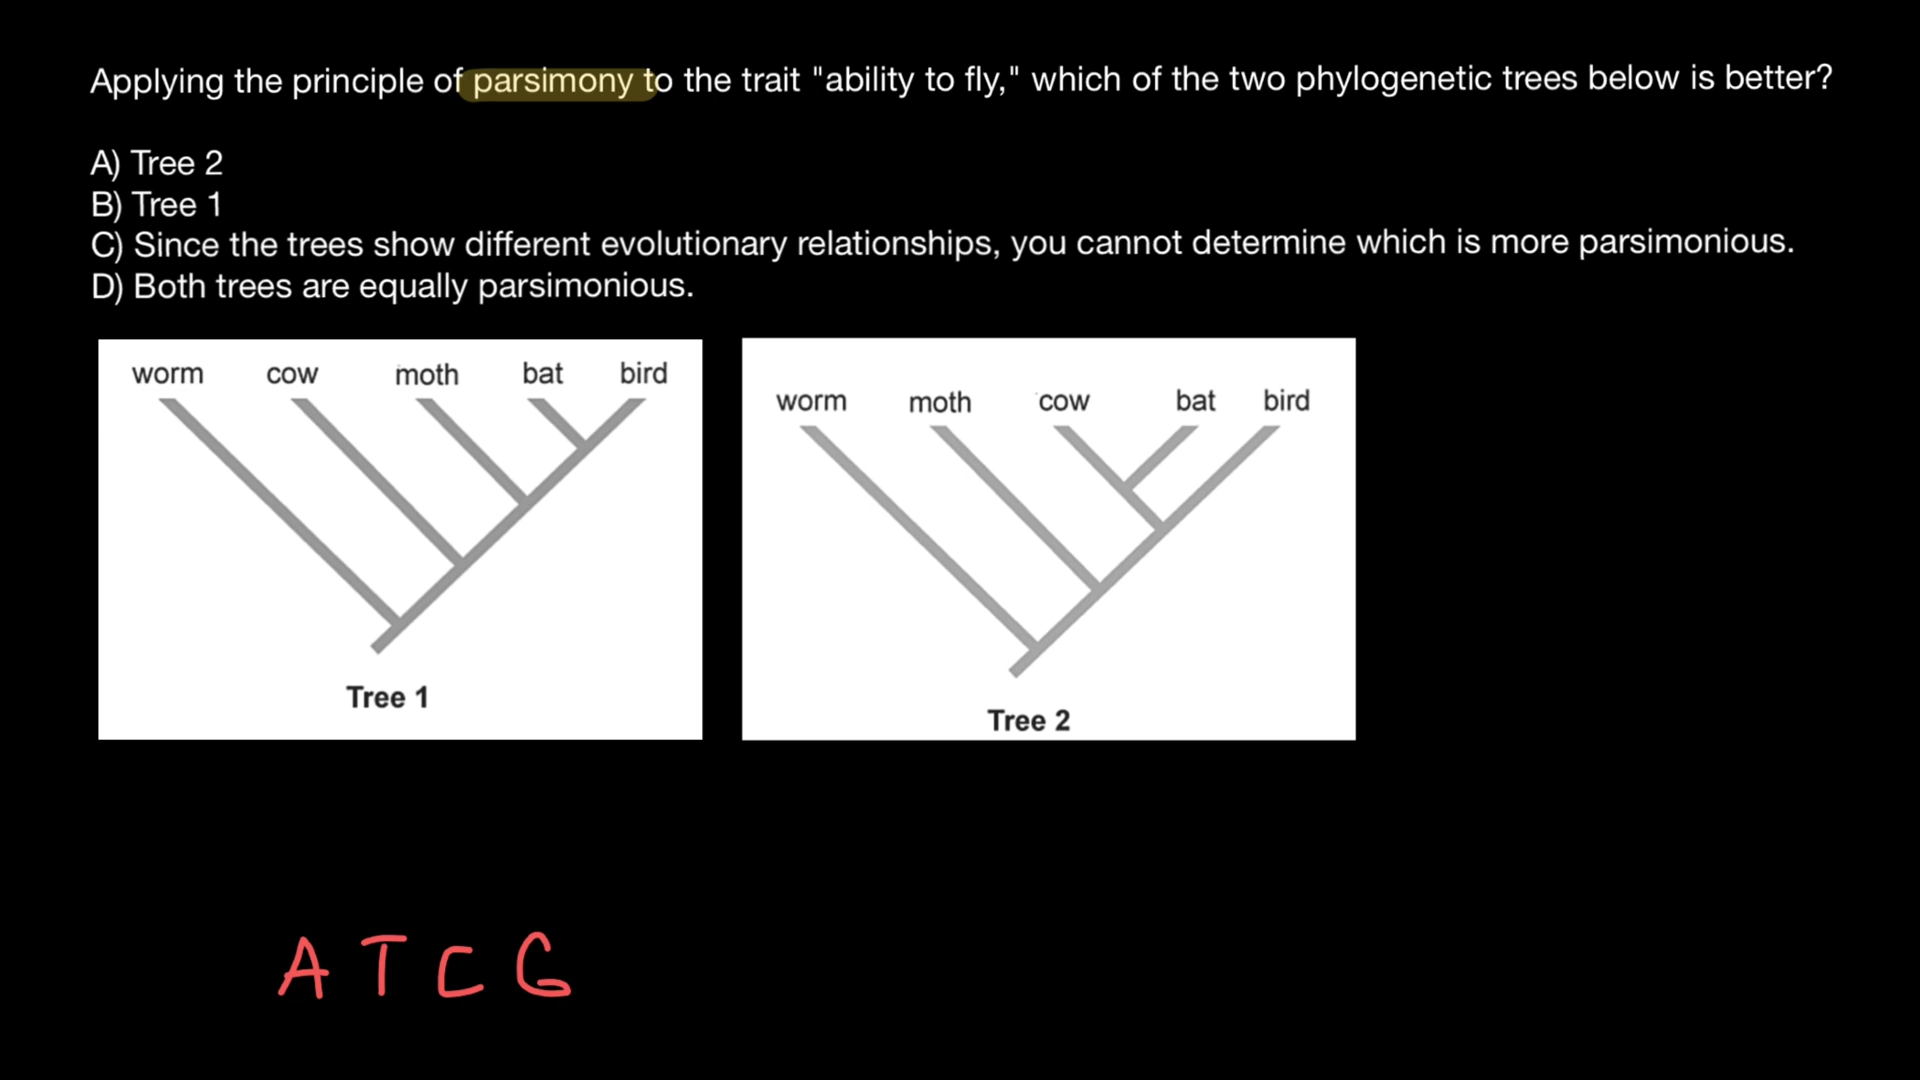 Applying the principle of parsimony to the trait "ability to fly," which of the two phylogenetic trees below is better?
A) Tree 2
B) Tree 1
C) Since the trees show different evolutionary relationships, you cannot determine which is more parsimonious.
D) Both trees are equally parsimonious.
worm cow moth bat bird
Tree 1
worm moth cow bat bird
Tree 2
A T C G